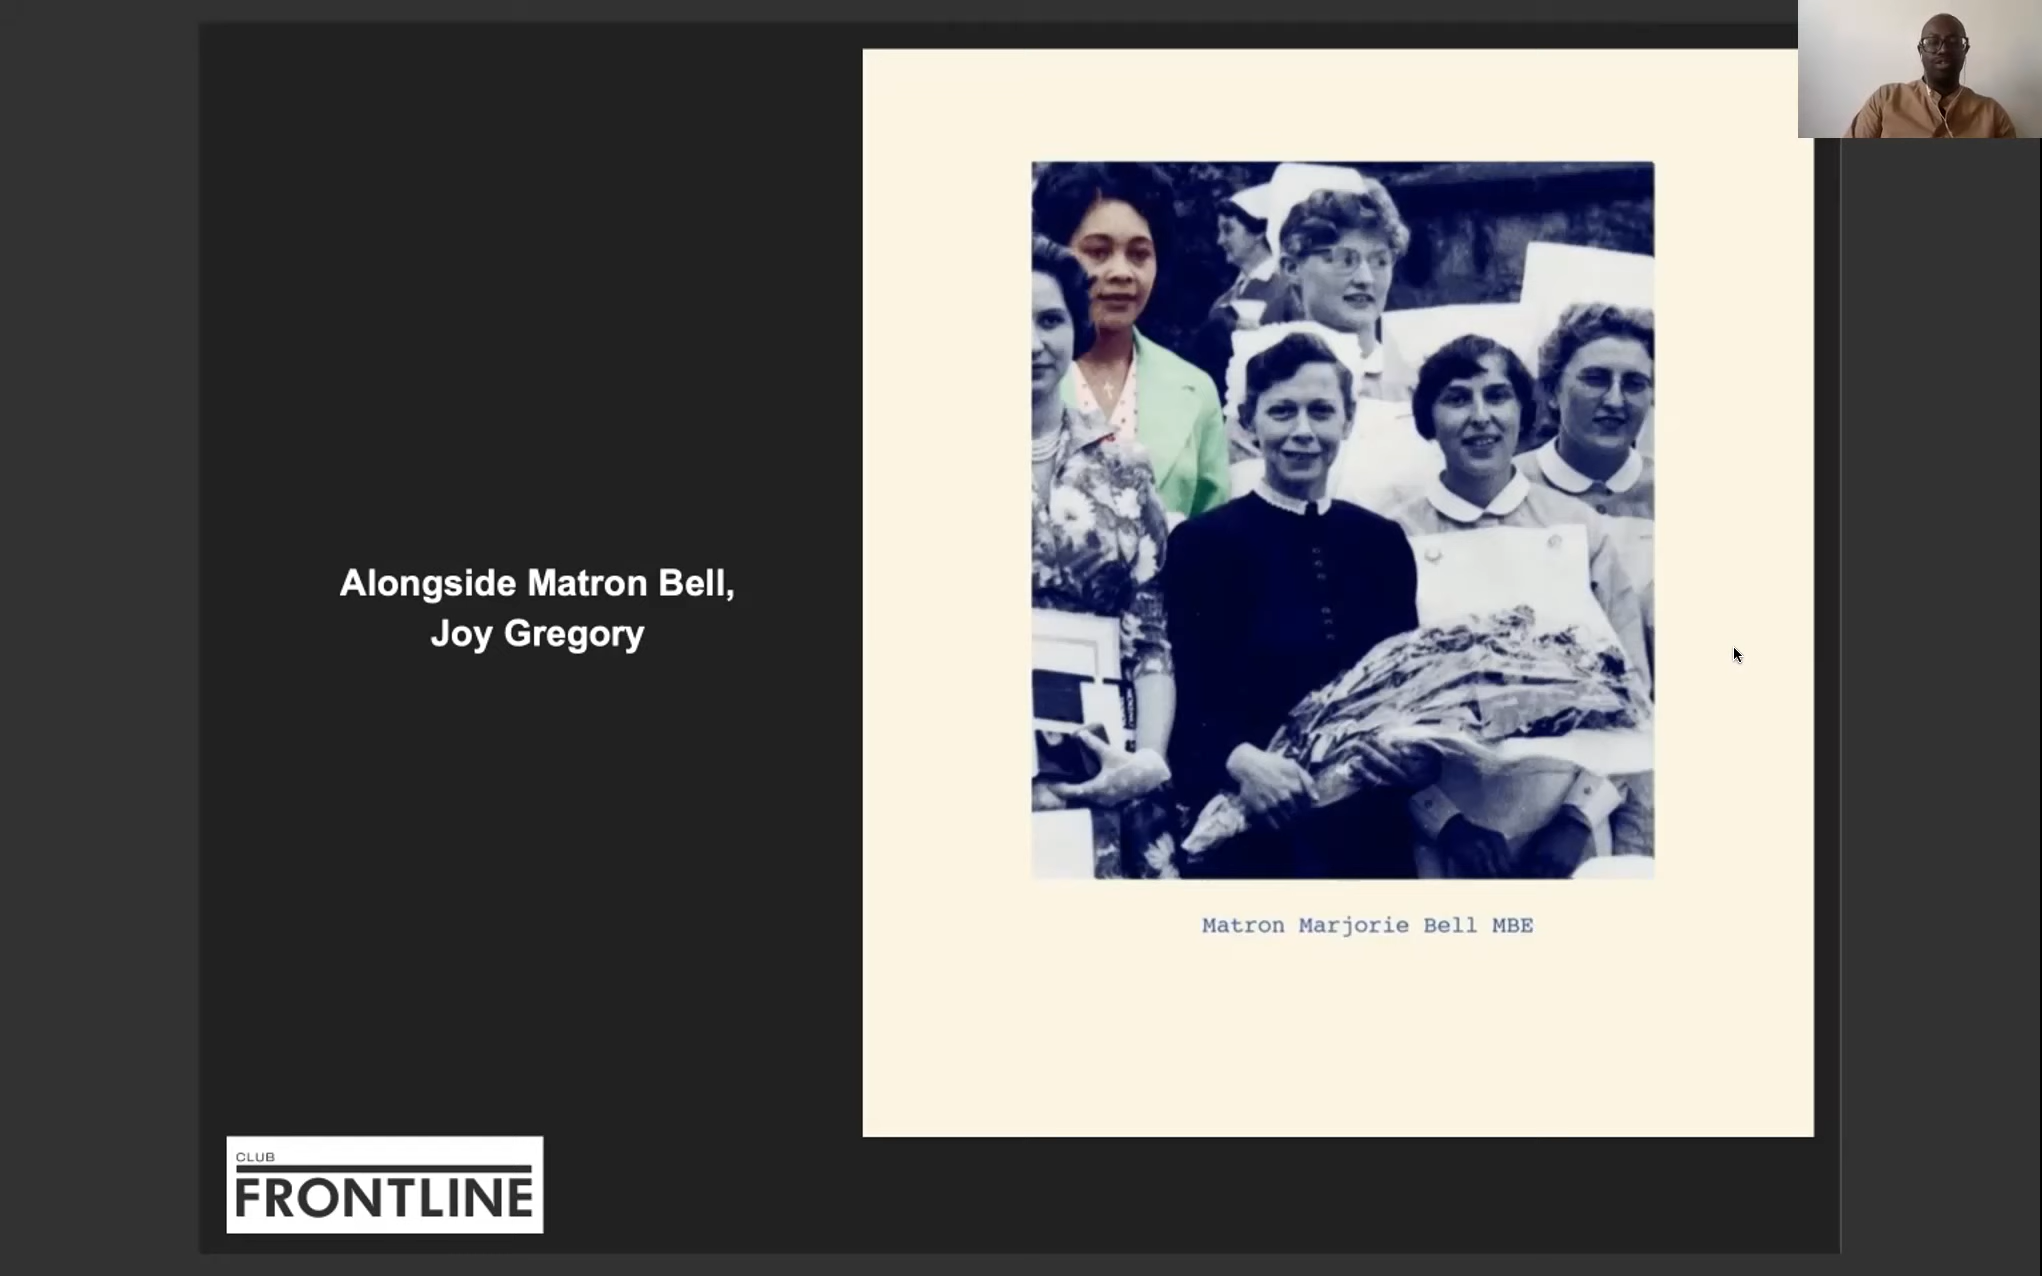 Alongside Matron Bell,
Joy Gregory
Matron Marjorie Bell MBE
CLUB
FRONTLINE